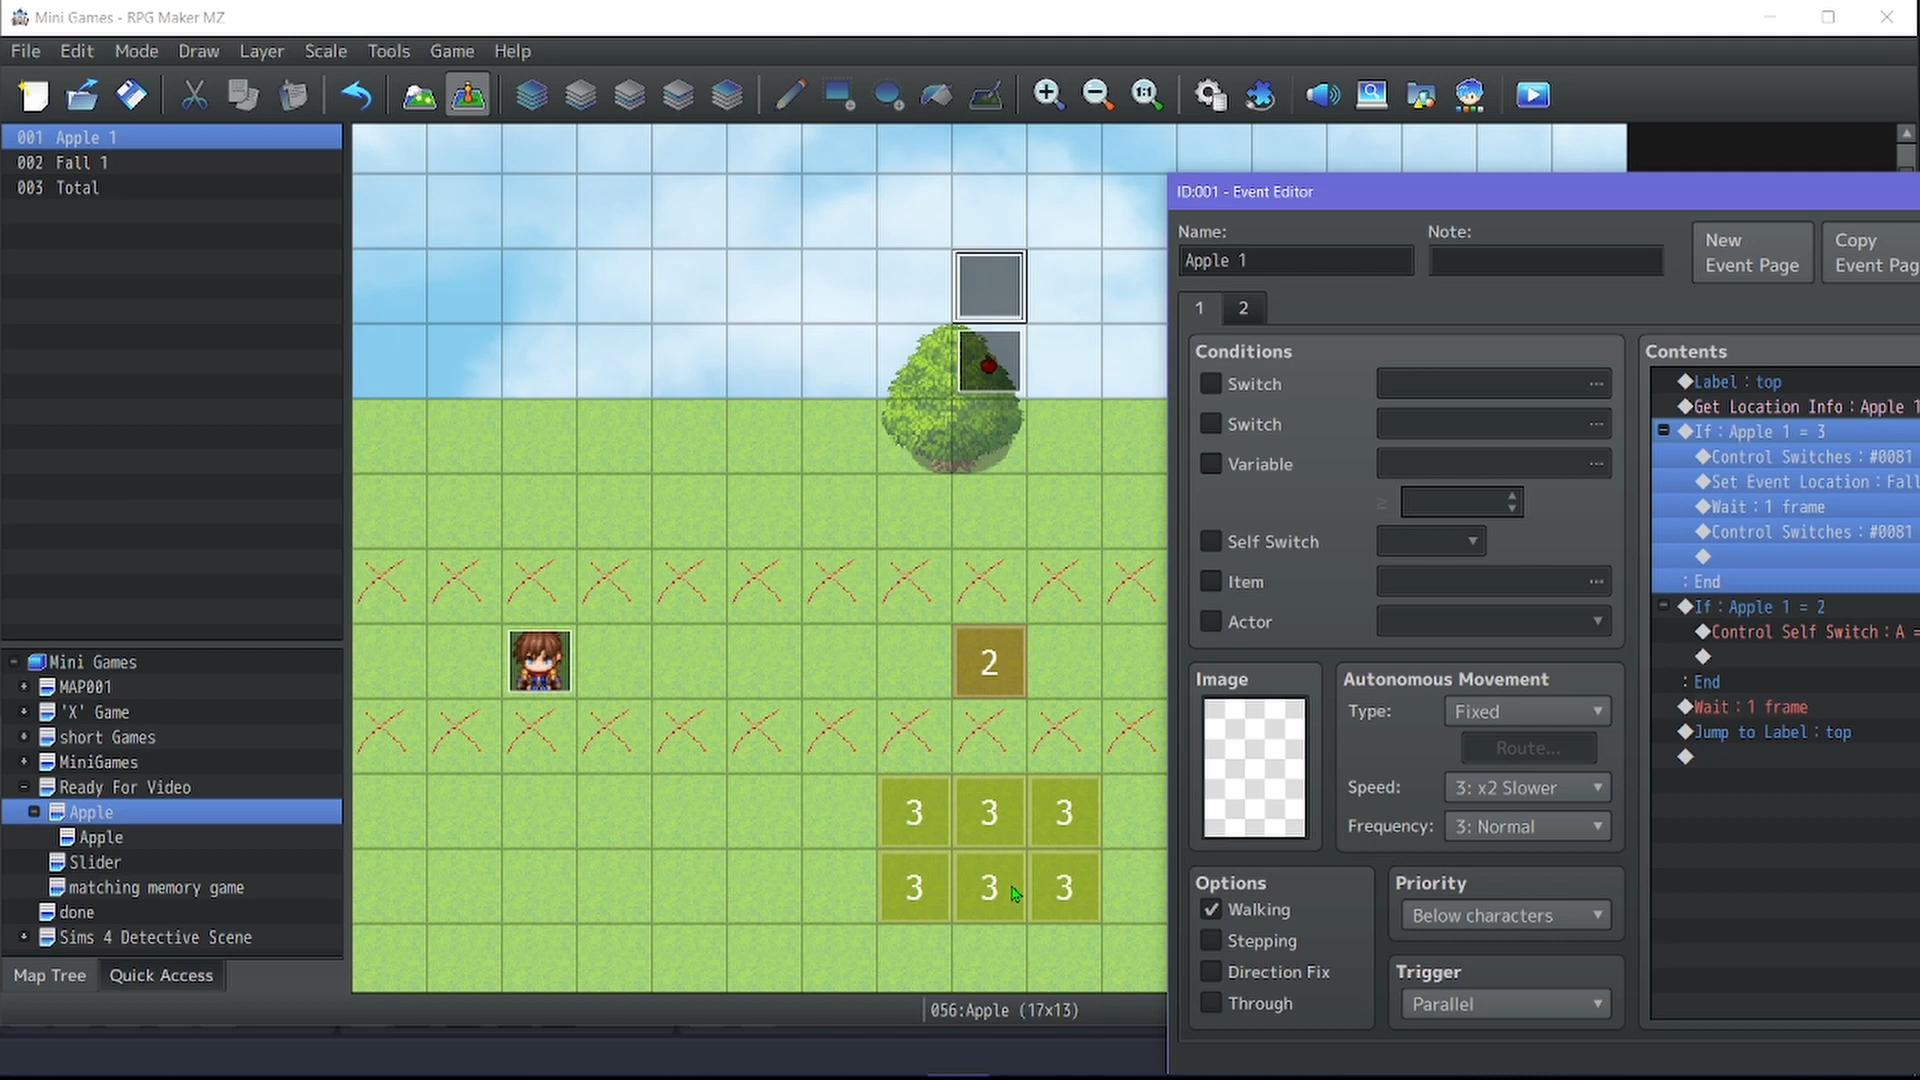 Mini Games - RPG Maker MZ
File Edit Mode Draw Layer Scale Tools Game Help
1:1
001 Apple 1
002 Fall 1
003 Total
Mini Games
MAP001
'X' Game
short Games
MiniGames
Ready For Video
Apple
Apple
Slider
matching memory game
done
Sims 4 Detective Scene
Map Tree Quick Access
2
3 3 3
3 3 3
056:Apple (17x13)
ID:001 - Event Editor
Name: Note:
Apple 1
New
Event Page
Copy
Event Pag
1 2
Conditions
Switch ...
Switch ...
Variable ...
≥
Self Switch
Item ...
Actor
Image
Autonomous Movement
Type: Fixed
Route...
Speed: 3: x2 Slower
Frequency: 3: Normal
Options
Walking
Stepping
Direction Fix
Through
Priority
Below characters
Trigger
Parallel
Contents
◆Label：top
◆Get Location Info：Apple 1
◆If：Apple 1 = 3
◆Control Switches：#0081
◆Set Event Location：Fall
◆Wait：1 frame
◆Control Switches：#0081
◆
：End
◆If：Apple 1 = 2
◆Control Self Switch：A =
◆
：End
◆Wait：1 frame
◆Jump to Label：top
◆